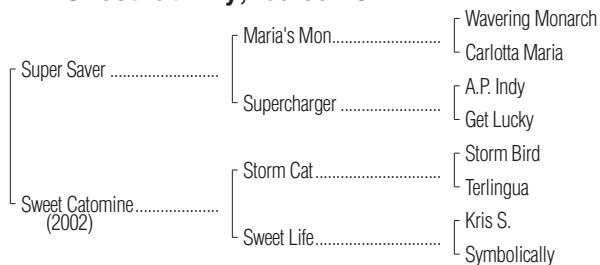 Wavering Monarch
Maria's Mon
Carlotta Maria
Super Saver
A.P. Indy
Supercharger
Get Lucky
Storm Bird
Storm Cat
Terlingua
Sweet Catomine
(2002)
Kris S.
Sweet Life
Symbolically